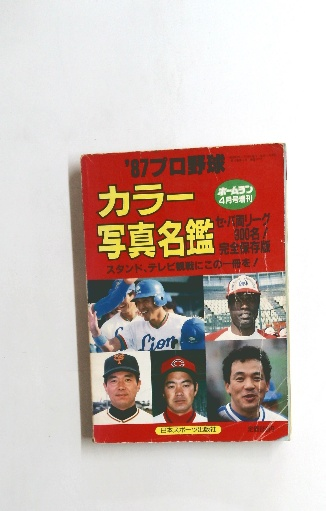 '87プロ野球
ホームラン
4月号増刊
カラー
写真名鑑
セ・パ両リーグ
800名!
完全保存版
スタンド、テレビ観戦にこの一冊を!
Lions
日本スポーツ出版社